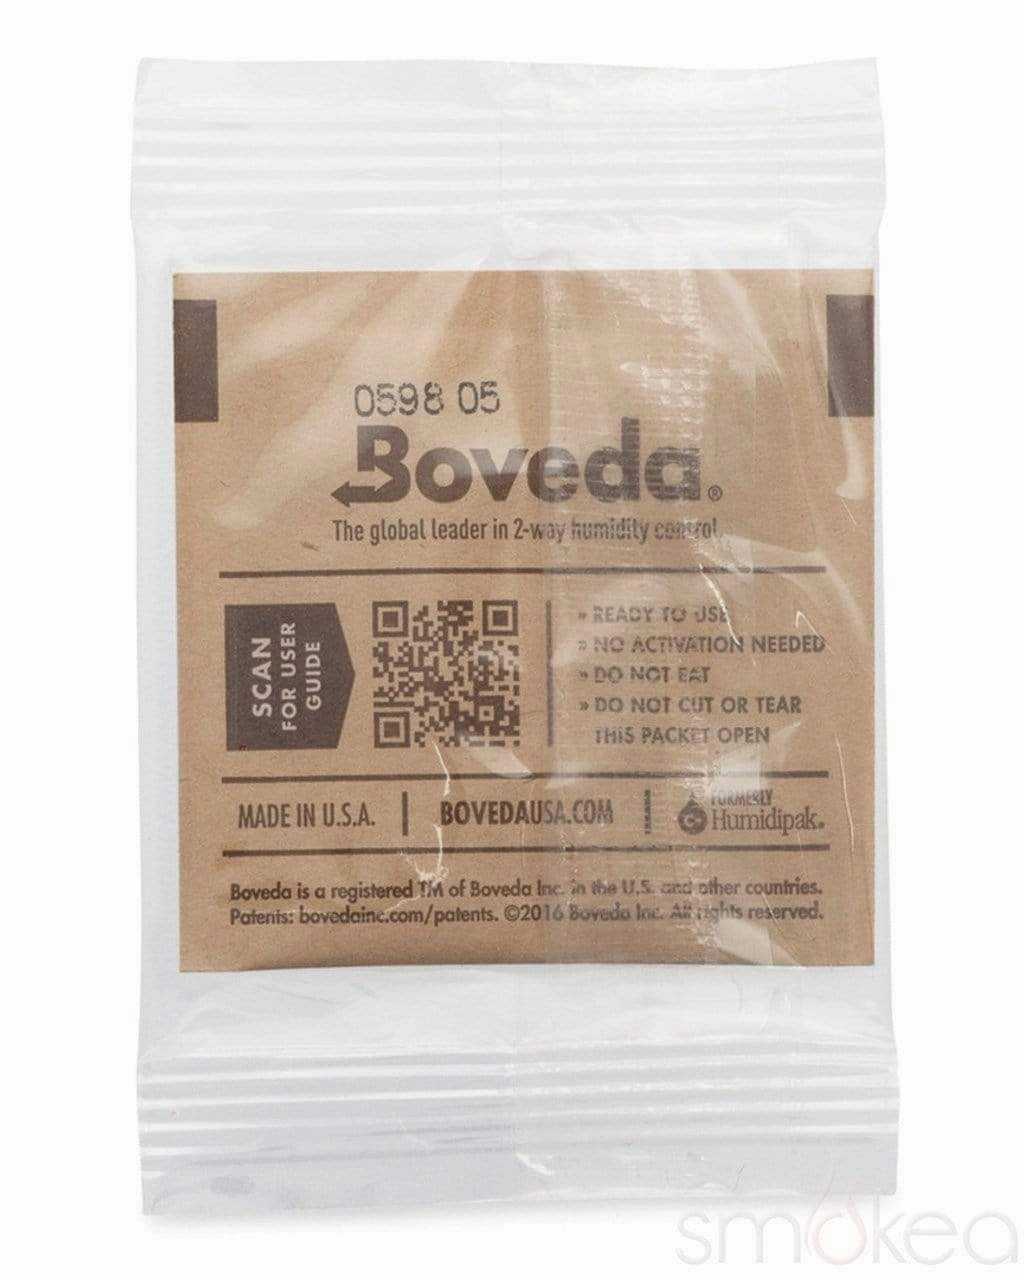 0598 05
Boveda®
The global leader in 2-way humidity control.
SCAN
FOR USER
GUIDE
» READY TO USE
» NO ACTIVATION NEEDED
» DO NOT EAT
» DO NOT CUT OR TEAR
THIS PACKET OPEN
MADE IN U.S.A.
BOVEDAUSA.COM
FORMERLY
Humidipak®
Boveda is a registered TM of Boveda Inc. in the U.S. and other countries.
Patents: bovedainc.com/patents. ©2016 Boveda Inc. All rights reserved.
smokea